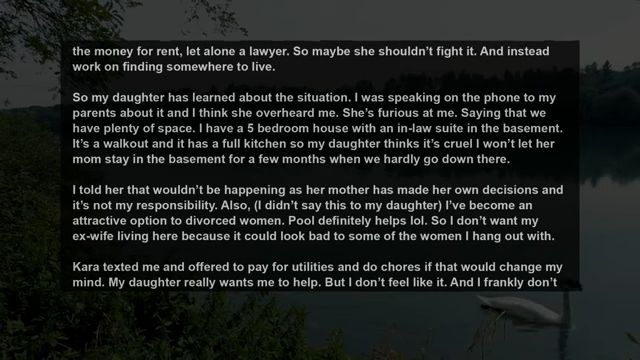 the money for rent, let alone a lawyer. So maybe she shouldn't fight it. And instead
work on finding somewhere to live.
So my daughter has learned about the situation. I was speaking on the phone to my
parents about it and I think she overheard me. She's furious at me. Saying that we
have plenty of space. I have a 5 bedroom house with an in-law suite in the basement.
It's a walkout and it has a full kitchen so my daughter thinks it's cruel I won't let her
mom stay in the basement for a few months when we hardly go down there.
I told her that wouldn't be happening as her mother has made her own decisions and
it's not my responsibility. Also, (I didn't say this to my daughter) I've become an
attractive option to divorced women. Pool definitely helps lol. So I don't want my
ex-wife living here because it could look bad to some of the women I hang out with.
Kara texted me and offered to pay for utilities and do chores if that would change my
mind. My daughter really wants me to help. But I don't feel like it. And I frankly don't